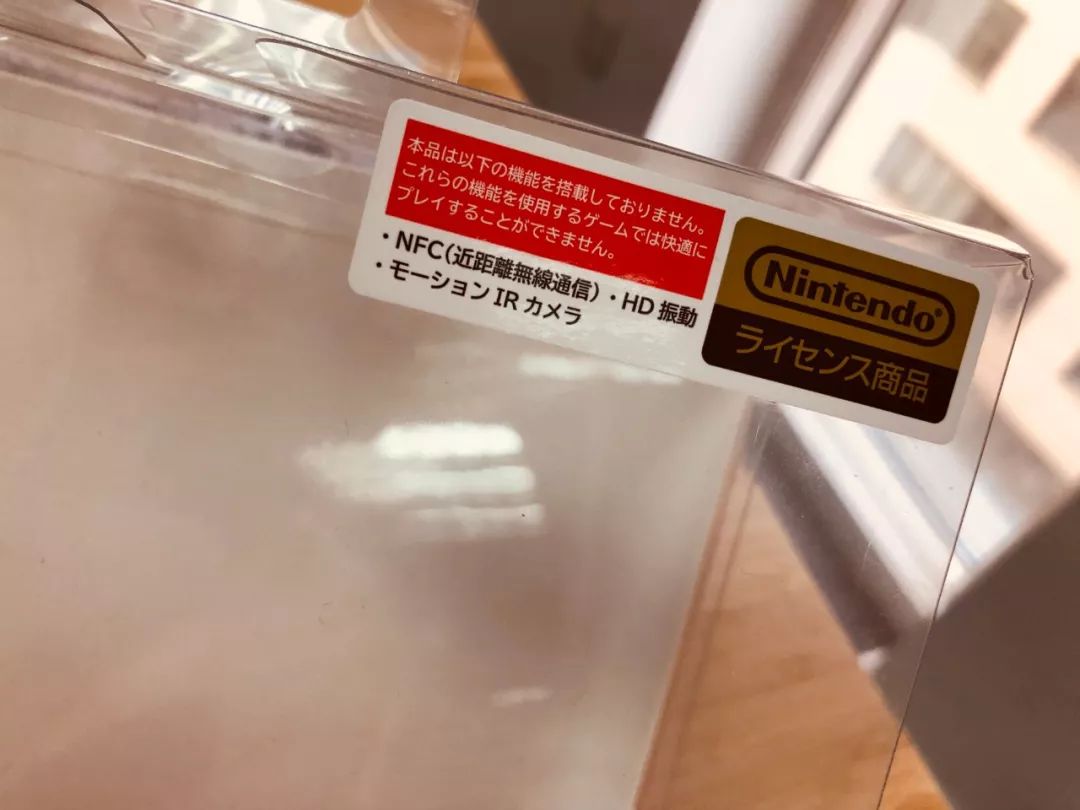 本品は以下の機能を搭載しておりません。
これらの機能を使用するゲームでは快適に
プレイすることができません。
・NFC(近距離無線通信)・HD 振動
・モーション IR カメラ
Nintendo®
ライセンス商品